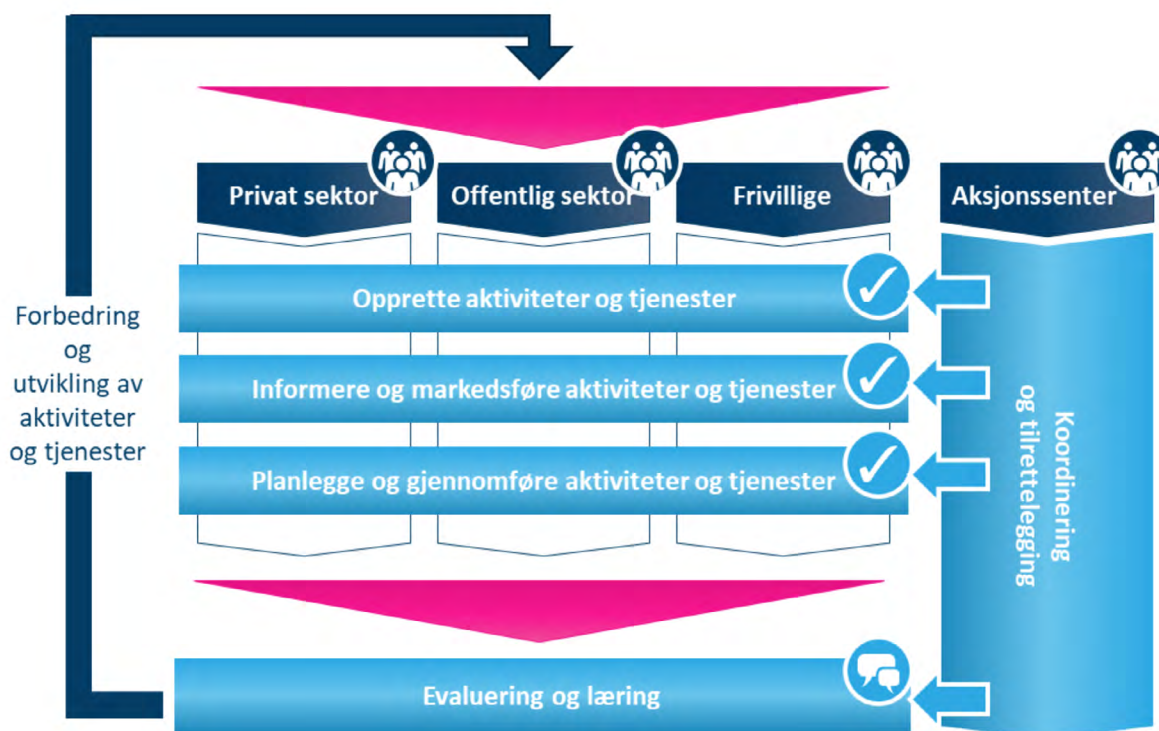 Privat sektor
Offentlig sektor
Frivillige
Aksjonssenter
Opprette aktiviteter og tjenester
Informere og markedsføre aktiviteter og tjenester
Planlegge og gjennomføre aktiviteter og tjenester
Evaluering og læring
Koordinering
og tilrettelegging
Forbedring
og
utvikling av
aktiviteter
og tjenester